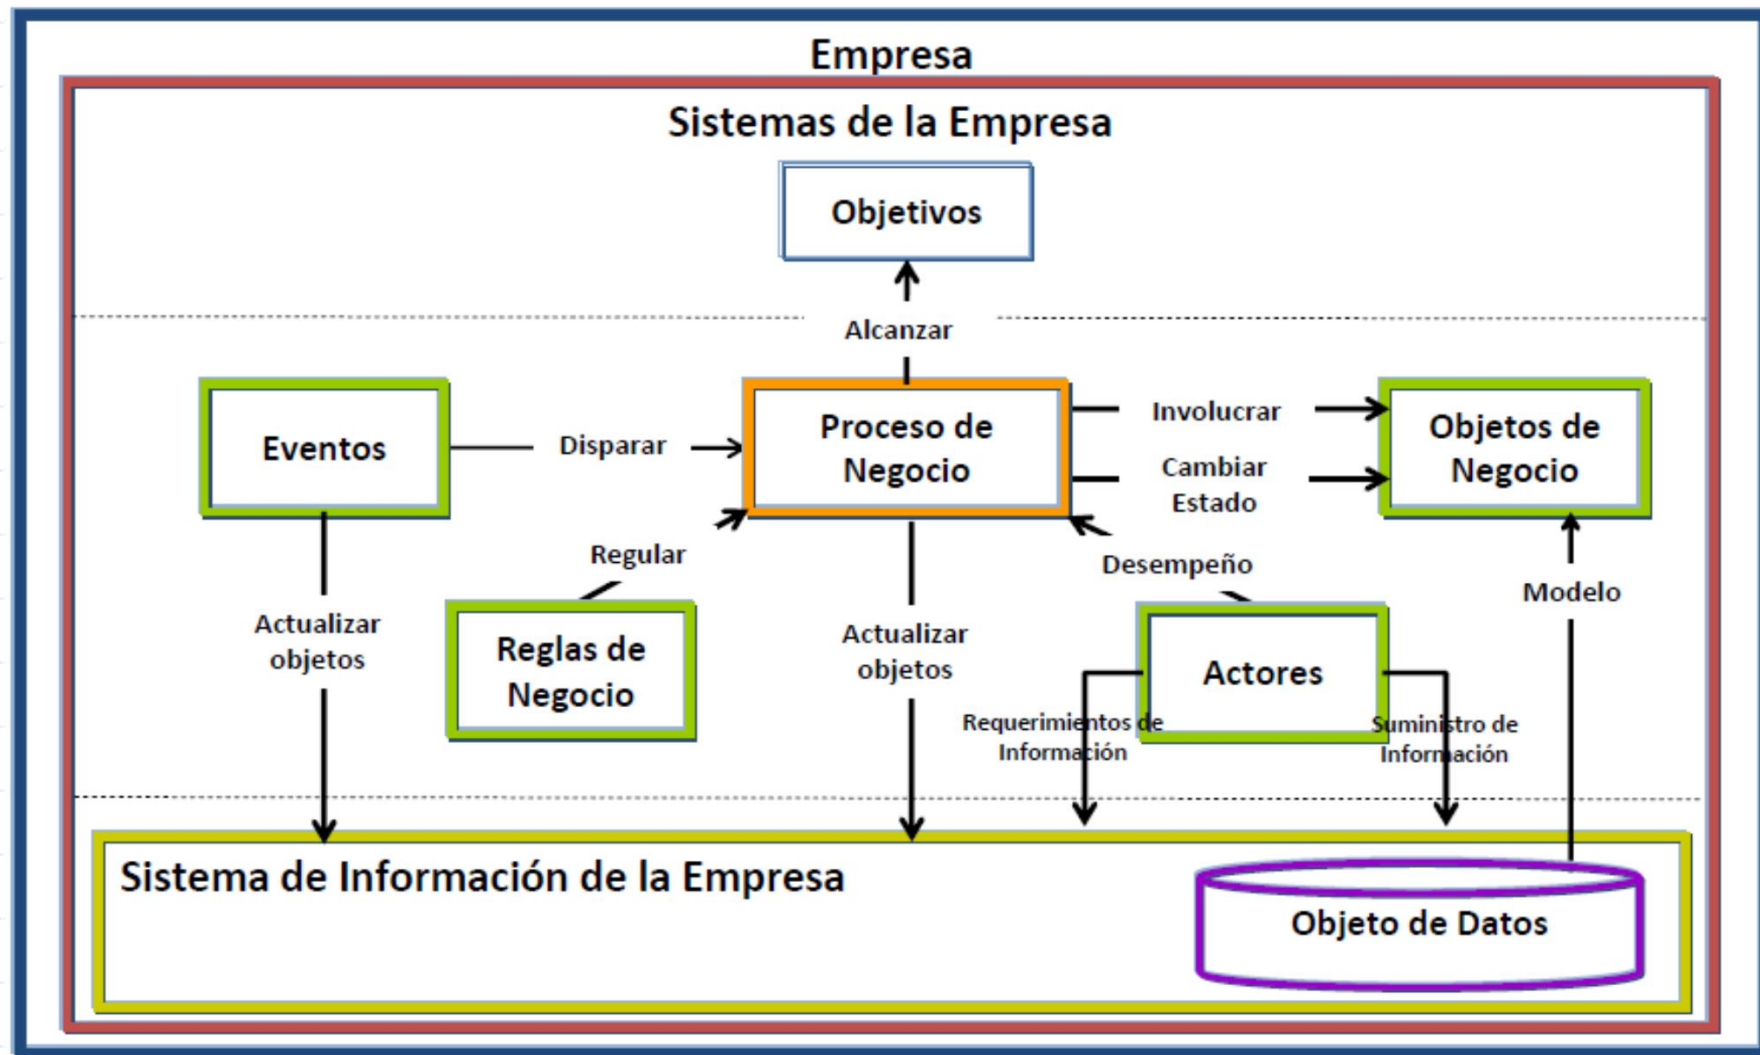 Empresa
Sistemas de la Empresa
Objetivos
Alcanzar
Eventos
Disparar
Proceso de
Negocio
Involucrar
Cambiar
Estado
Objetos de
Negocio
Regular
Desempeño
Modelo
Actualizar
objetos
Reglas de
Negocio
Actualizar
objetos
Actores
Requerimientos de
Información
Suministro de
Información
Sistema de Información de la Empresa
Objeto de Datos